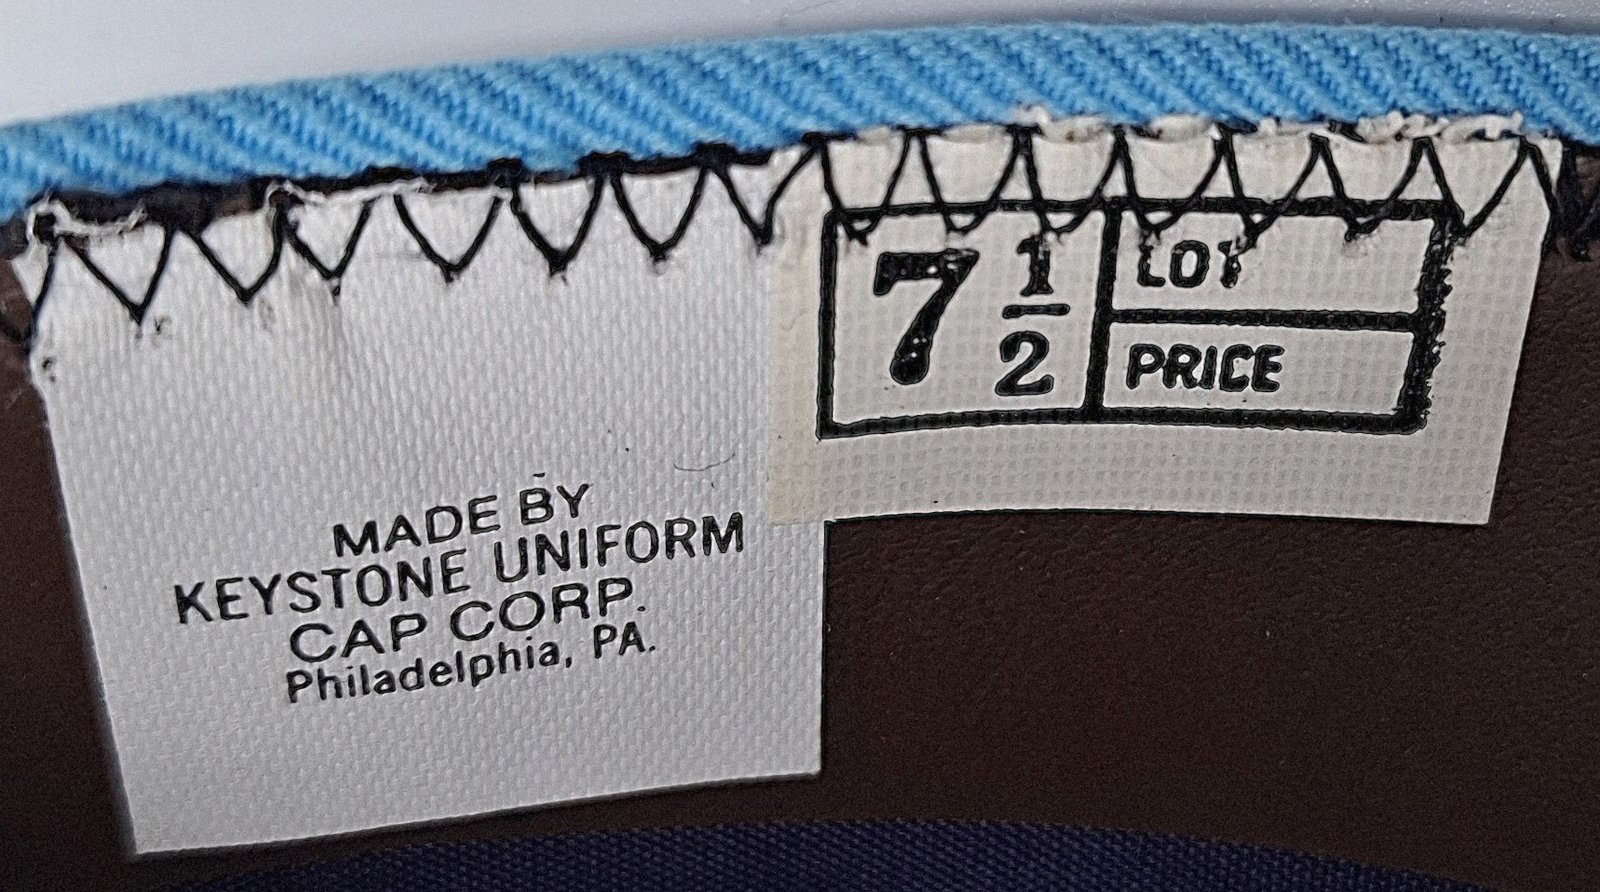 MADE BY
KEYSTONE UNIFORM
CAP CORP.
Philadelphia, PA.
7 1/2
LOT
PRICE